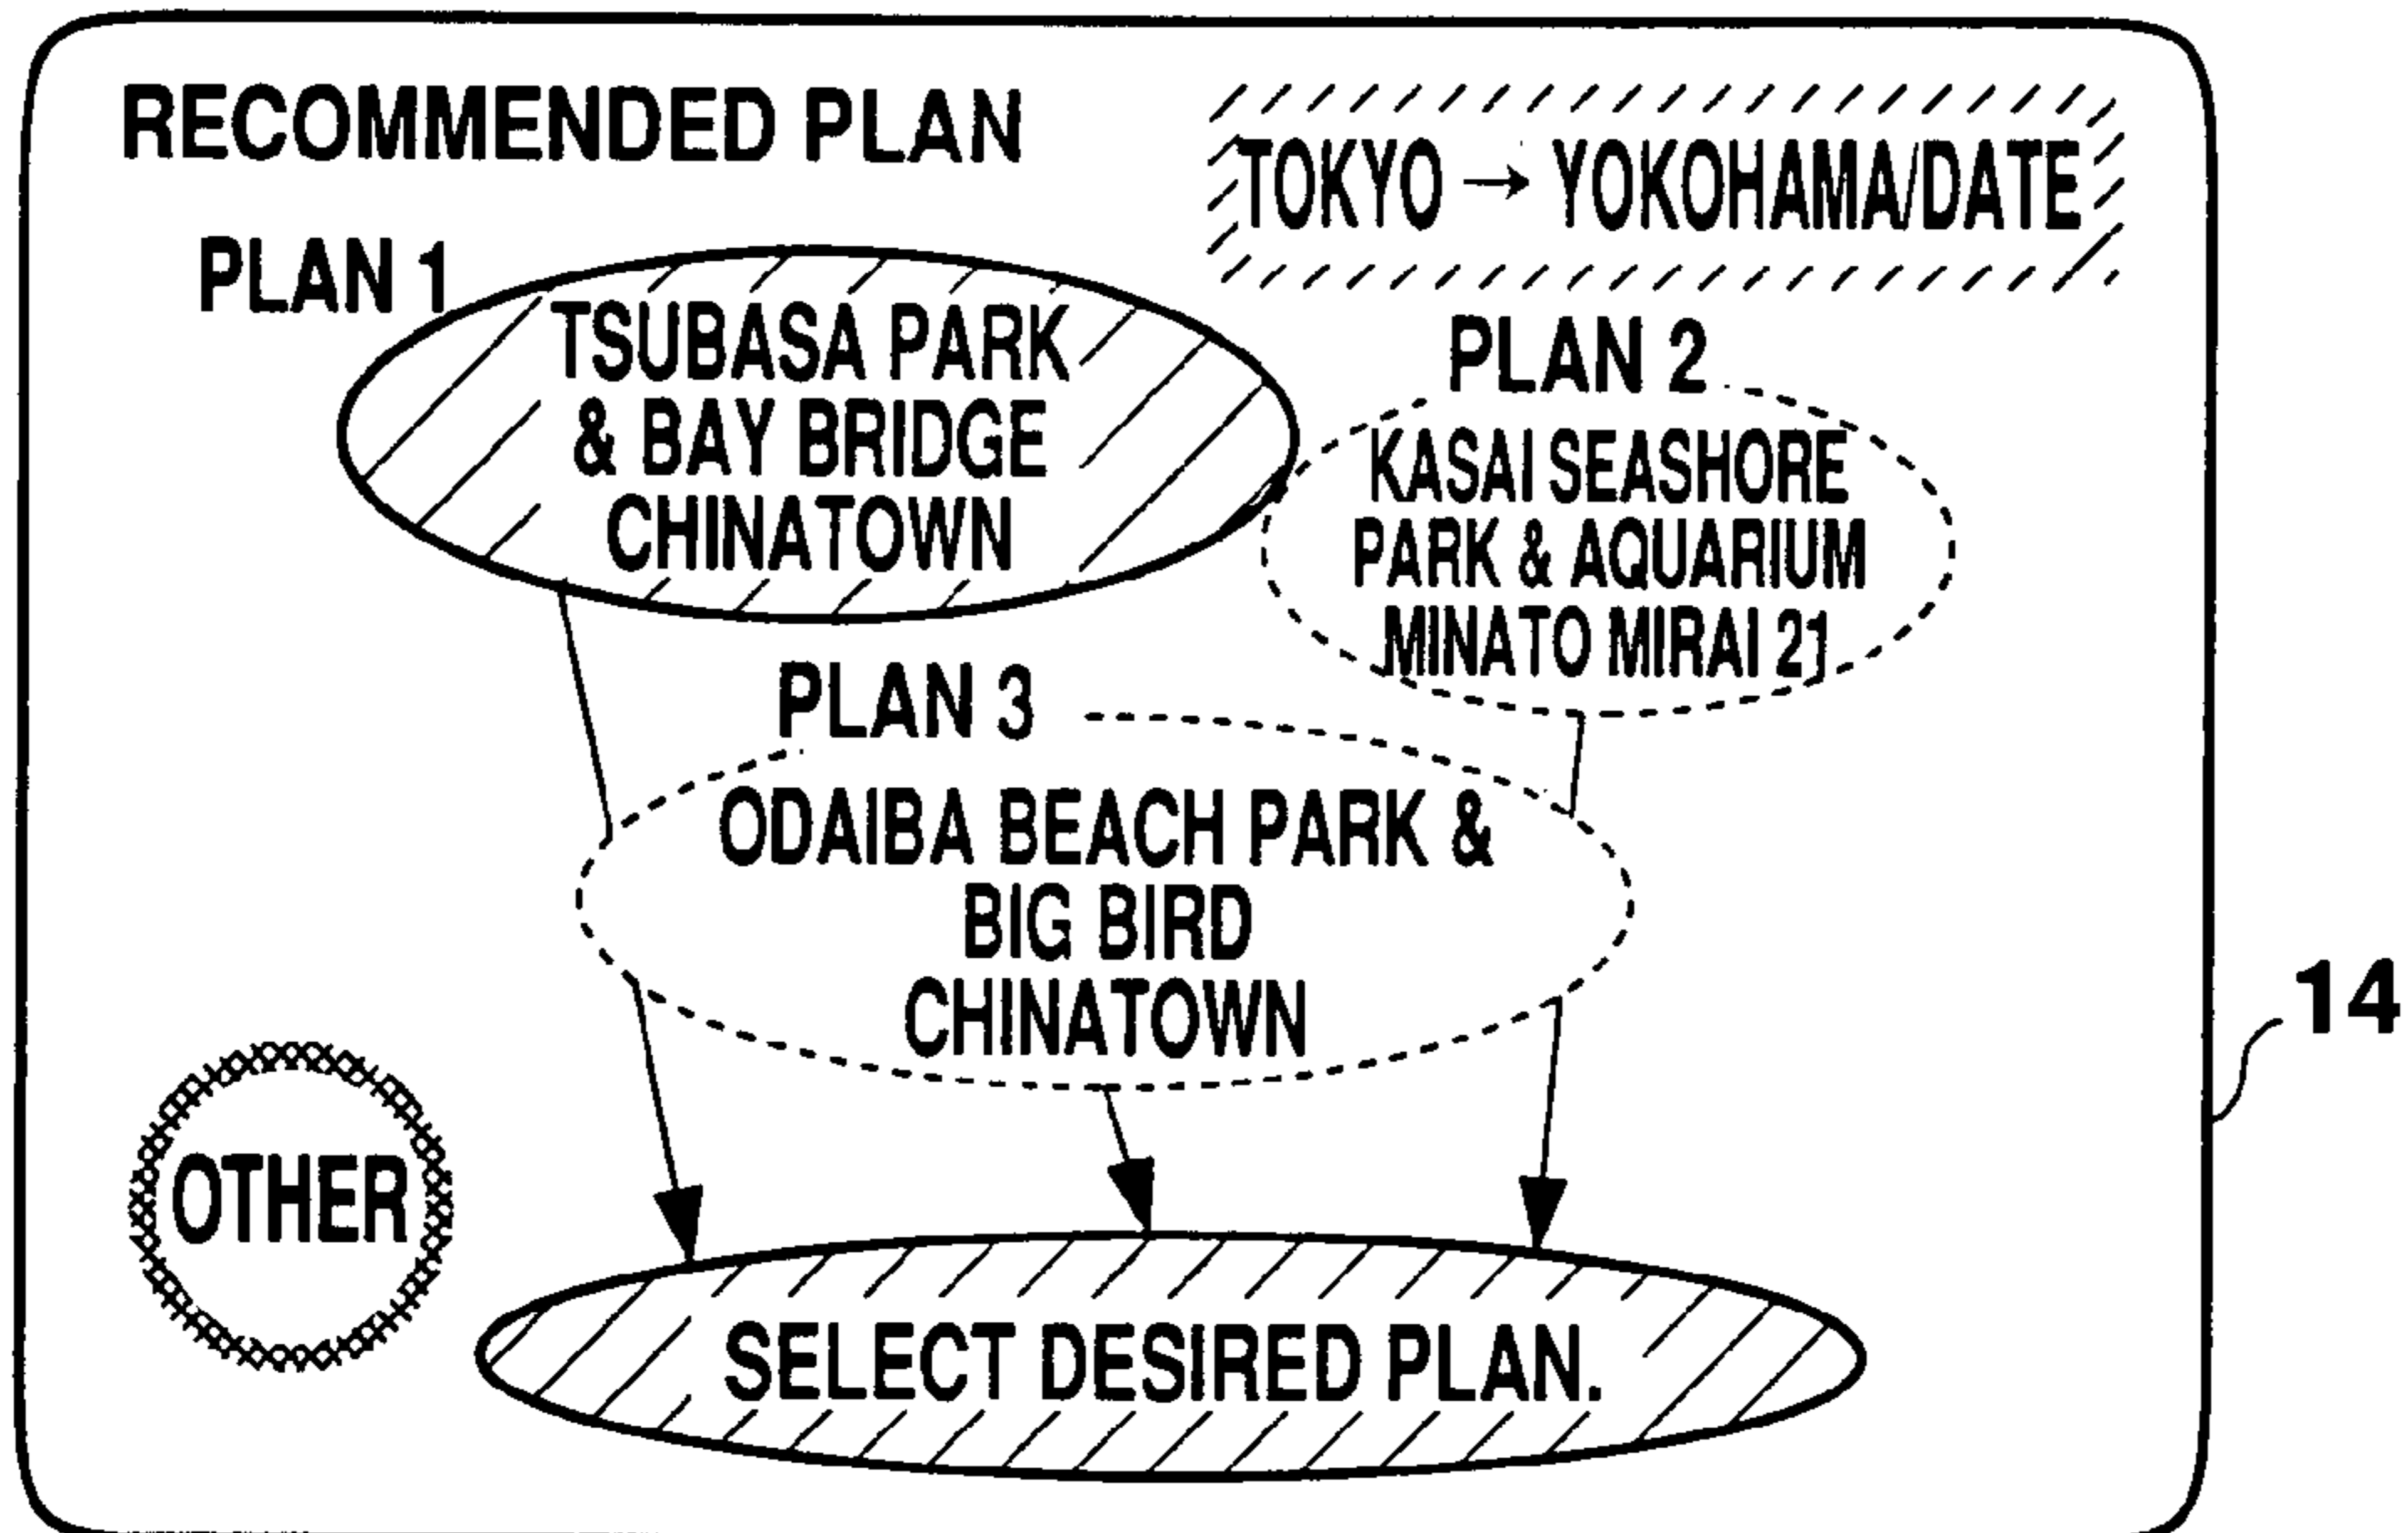 RECOMMENDED PLAN
TOKYO → YOKOHAMA/DATE
PLAN 1
TSUBASA PARK
& BAY BRIDGE
CHINATOWN
PLAN 2
KASAI SEASHORE
PARK & AQUARIUM
MINATO MIRAI 21
PLAN 3
ODAIBA BEACH PARK &
BIG BIRD
CHINATOWN
14
OTHER
SELECT DESIRED PLAN.